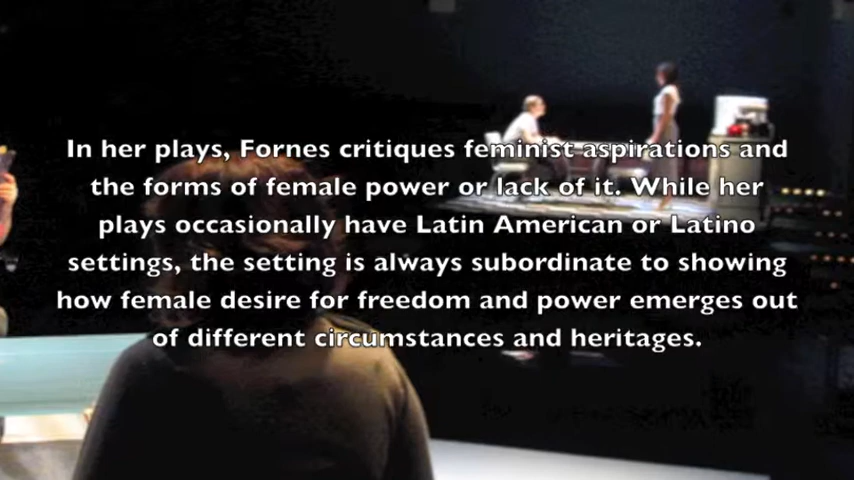 In her plays, Fornes critiques feminist aspirations and
the forms of female power or lack of it. While her
plays occasionally have Latin American or Latino
settings, the setting is always subordinate to showing
how female desire for freedom and power emerges out
of different circumstances and heritages.